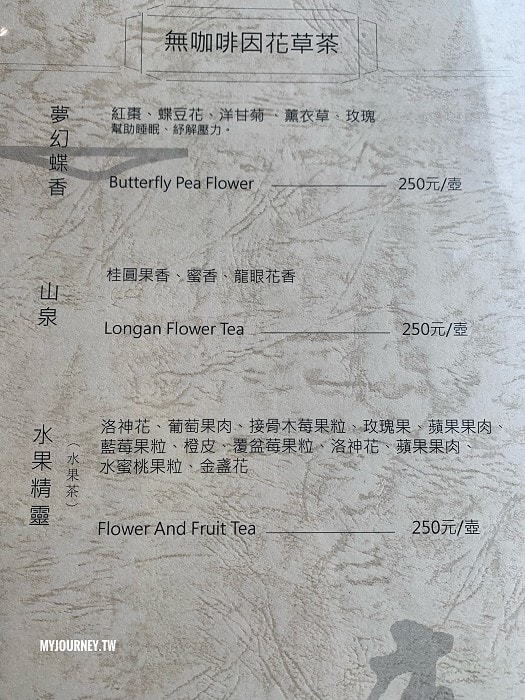 無咖啡因花草茶
夢幻蝶香
紅棗、蝶豆花、洋甘菊、薰衣草、玫瑰
幫助睡眠、紓解壓力。
Butterfly Pea Flower 250元/壺
山泉
桂圓果香、蜜香、龍眼花香
Longan Flower Tea 250元/壺
水果精靈
(水果茶)
洛神花、葡萄果肉、接骨木莓果粒、玫瑰果、蘋果果肉、
藍莓果粒、橙皮、覆盆莓果粒、洛神花、蘋果果肉、
水蜜桃果粒、金盞花
Flower And Fruit Tea 250元/壺
MYJOURNEY.TW